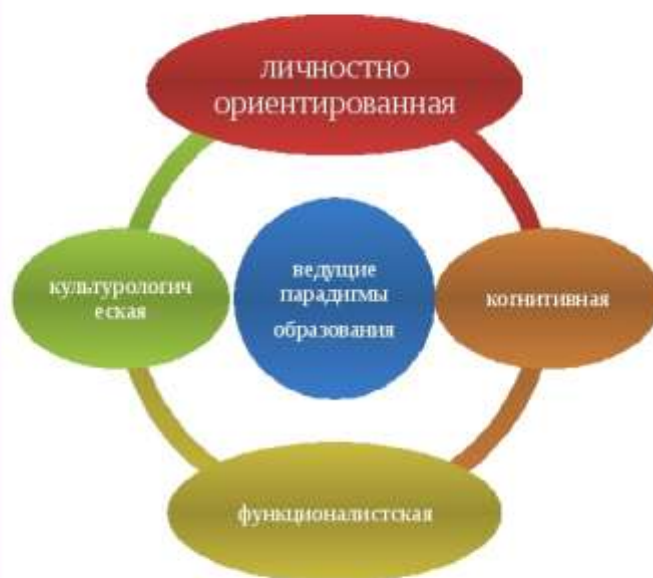 личностно
ориентированная
культурологич
еская
ведущие
парадигмы
образования
когнитивная
функционалистская